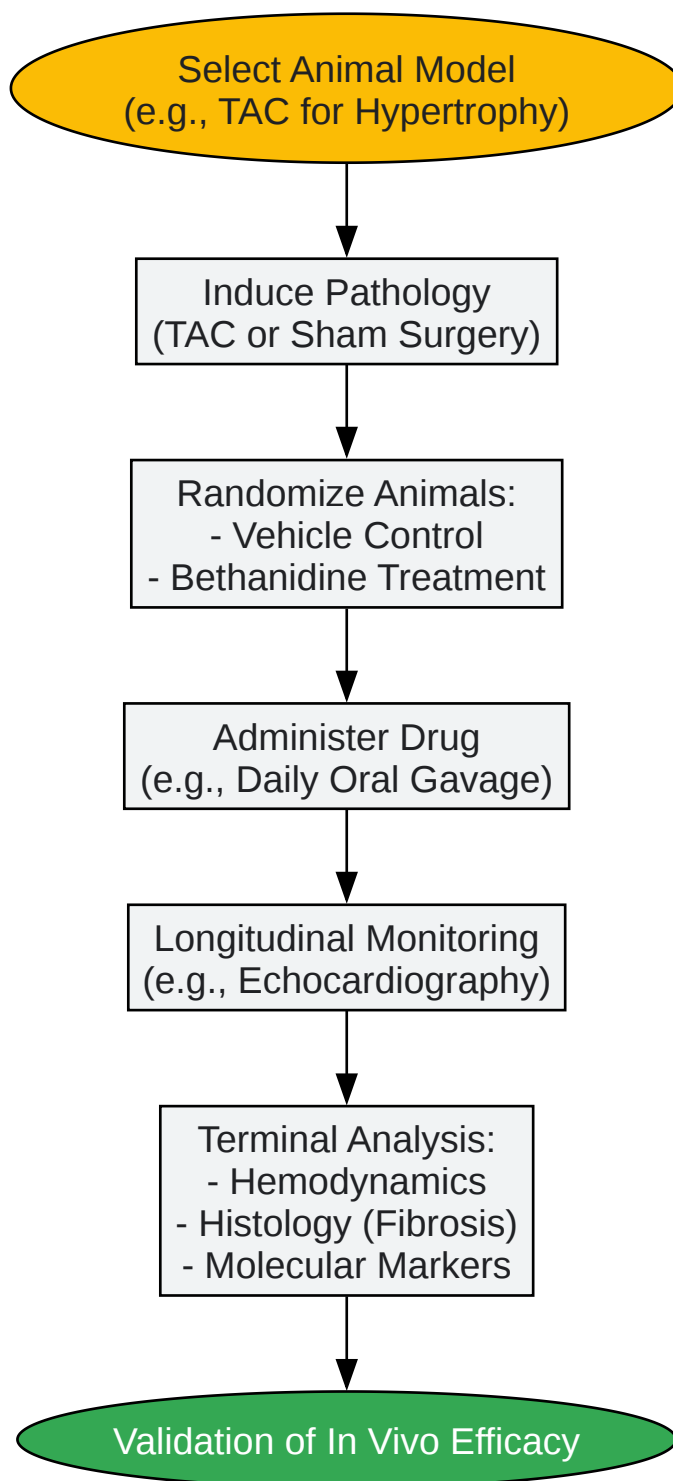 Select Animal Model
(e.g., TAC for Hypertrophy)
Induce Pathology
(TAC or Sham Surgery)
Randomize Animals:
- Vehicle Control
- Bethanidine Treatment
Administer Drug
(e.g., Daily Oral Gavage)
Longitudinal Monitoring
(e.g., Echocardiography)
Terminal Analysis:
- Hemodynamics
- Histology (Fibrosis)
- Molecular Markers
Validation of In Vivo Efficacy